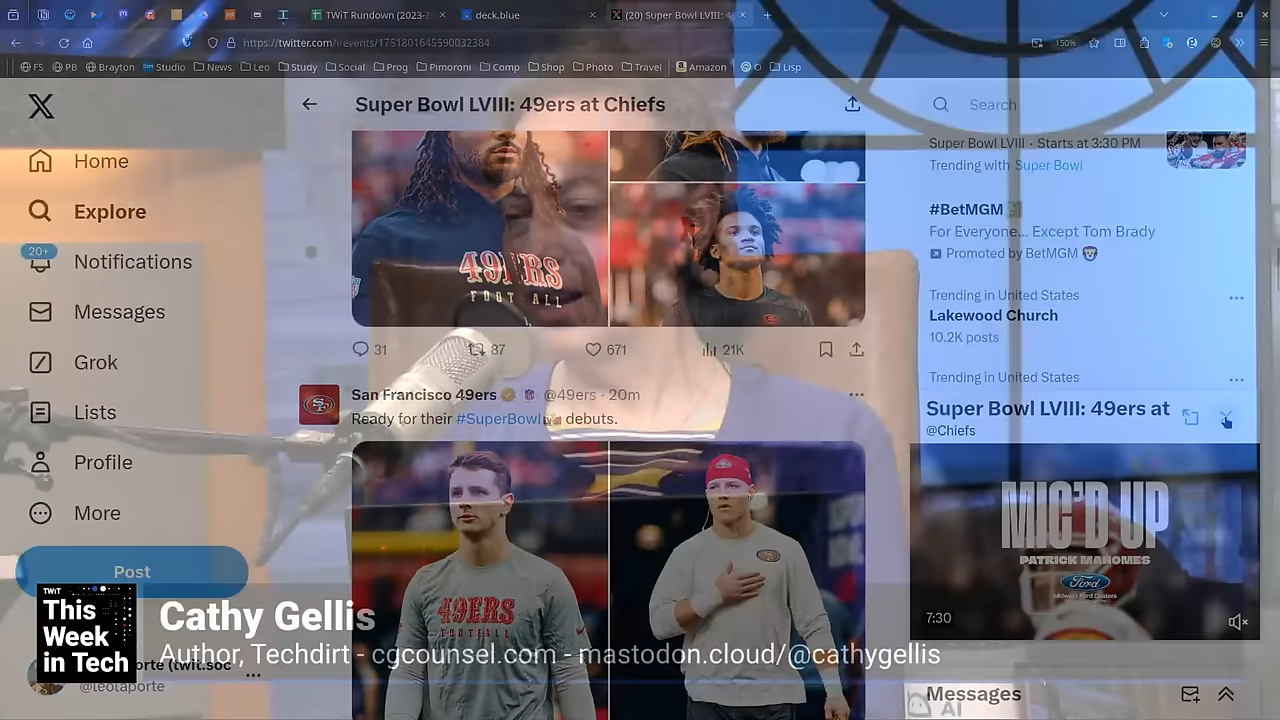 TWiT Rundown (2023-
deck.blue
(20) Super Bowl LVIII: 4
https://twitter.com/i/events/1751801645590032384
150%
FS PB Brayton Studio News Leo Study Social Prog Pimoroni Comp Shop Photo Travel Amazon O Lisp
Super Bowl LVIII: 49ers at Chiefs
Search
Home
Explore
20+
Notifications
Messages
Grok
Lists
Profile
More
Post
49ERS
FOOTBALL
31 87 671 21K
San Francisco 49ers @49ers · 20m
Ready for their #SuperBowl debuts.
49ERS
FOOTBALL
Super Bowl LVIII · Starts at 3:30 PM
Trending with Super Bowl
#BetMGM
For Everyone... Except Tom Brady
Promoted by BetMGM
Trending in United States
Lakewood Church
10.2K posts
Trending in United States
Super Bowl LVIII: 49ers at
@Chiefs
MIC'D UP
PATRICK MAHOMES
Ford
7:30
Messages
AI
TWiT
This
Week
in Tech
Cathy Gellis
Author, Techdirt - cgcounsel.com - mastodon.cloud/@cathygellis
porte (twit.soc
@leolaporte